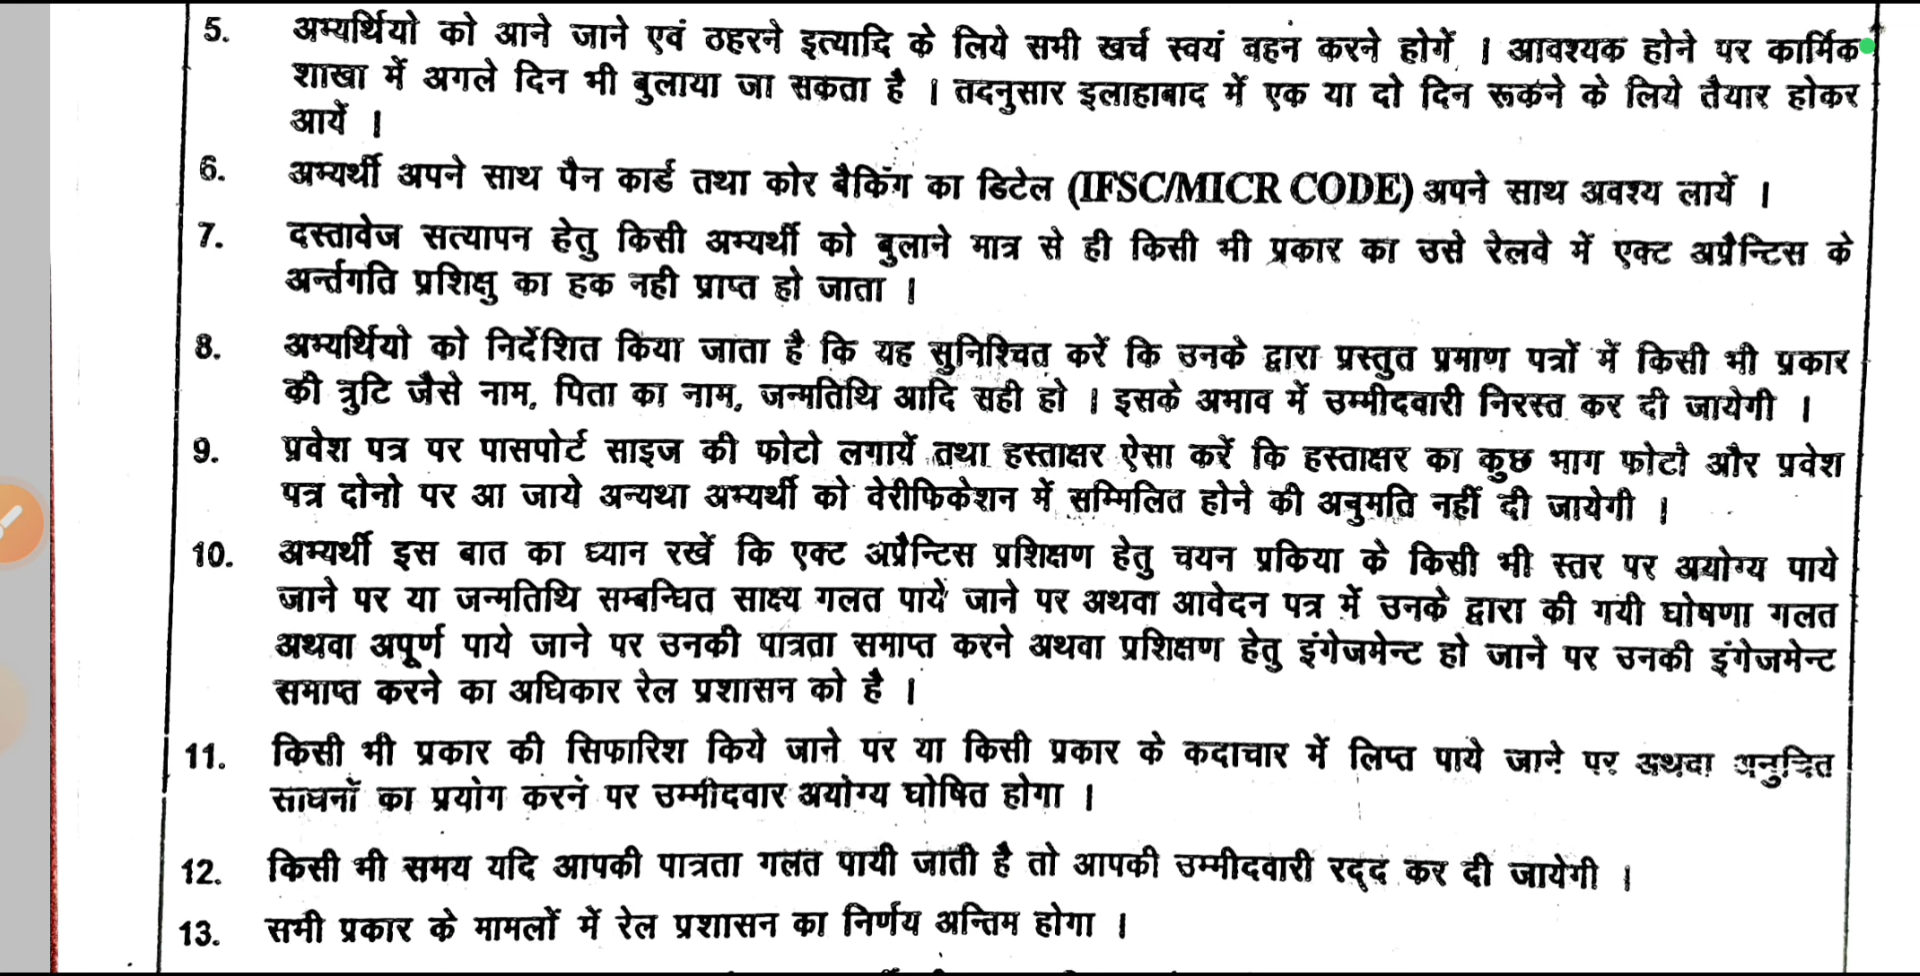 5. अभ्यर्थियो को आने जाने एवं ठहरने इत्यादि के लिये सभी खर्च स्वयं वहन करने होगें । आवश्यक होने पर कार्मिक
शाखा में अगले दिन भी बुलाया जा सकता है । तदनुसार इलाहाबाद में एक या दो दिन रूकने के लिये तैयार होकर
आयें ।
6. अभ्यर्थी अपने साथ पैन कार्ड तथा कोर बैकिंग का डिटेल (IFSC/MICR CODE) अपने साथ अवश्य लायें ।
7. दस्तावेज सत्यापन हेतु किसी अभ्यर्थी को बुलाने मात्र से ही किसी भी प्रकार का उसे रेलवे में एक्ट अप्रैन्टिस के
अर्न्तगति प्रशिक्षु का हक नही प्राप्त हो जाता ।
8. अभ्यर्थियो को निर्देशित किया जाता है कि यह सुनिश्चित करें कि उनके द्वारा प्रस्तुत प्रमाण पत्रों में किसी भी प्रकार
की त्रुटि जैसे नाम, पिता का नाम, जन्मतिथि आदि सही हो । इसके अभाव में उम्मीदवारी निरस्त कर दी जायेगी ।
9. प्रवेश पत्र पर पासपोर्ट साइज की फोटो लगायें तथा हस्ताक्षर ऐसा करें कि हस्ताक्षर का कुछ भाग फोटो और प्रवेश
पत्र दोनो पर आ जाये अन्यथा अभ्यर्थी को वेरीफिकेशन में सम्मिलित होने की अनुमति नहीं दी जायेगी ।
10. अभ्यर्थी इस बात का ध्यान रखें कि एक्ट अप्रैन्टिस प्रशिक्षण हेतु चयन प्रकिया के किसी भी स्तर पर अयोग्य पाये
जाने पर या जन्मतिथि सम्बन्धित साक्ष्य गलत पायें जाने पर अथवा आवेदन पत्र में उनके द्वारा की गयी घोषणा गलत
अथवा अपूर्ण पाये जाने पर उनकी पात्रता समाप्त करने अथवा प्रशिक्षण हेतु इंगेजमेन्ट हो जाने पर उनकी इंगेजमेन्ट
समाप्त करने का अधिकार रेल प्रशासन को है ।
11. किसी भी प्रकार की सिफारिश किये जाने पर या किसी प्रकार के कदाचार में लिप्त पाये जाने पर अथवा अनुचित
साधनों का प्रयोग करने पर उम्मीदवार अयोग्य घोषित होगा ।
12. किसी भी समय यदि आपकी पात्रता गलत पायी जाती है तो आपकी उम्मीदवारी रद्द कर दी जायेगी ।
13. सभी प्रकार के मामलों में रेल प्रशासन का निर्णय अन्तिम होगा ।